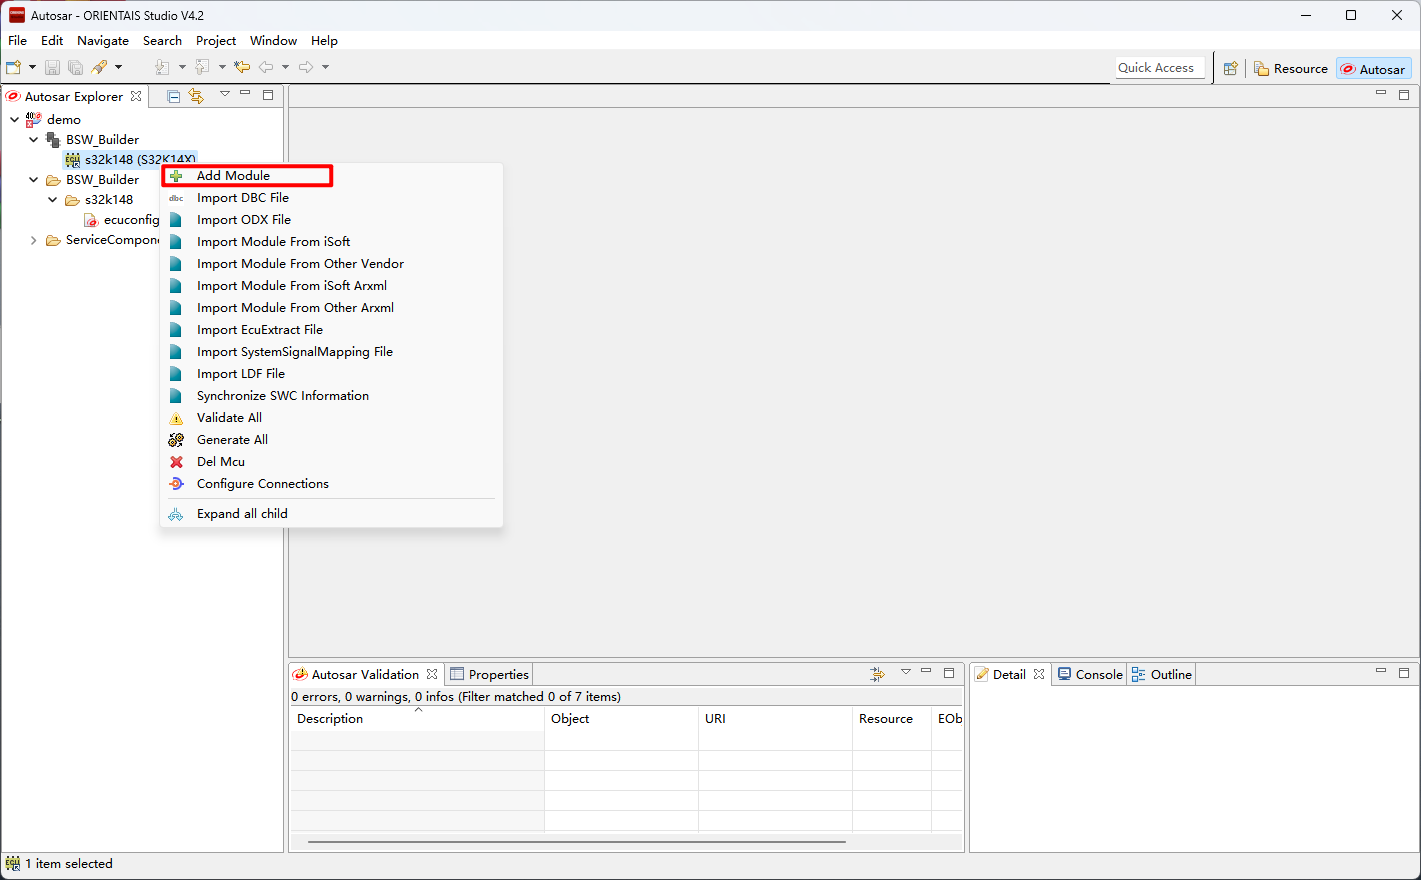 Autosar - ORIENTAIS Studio V4.2
File Edit Navigate Search Project Window Help
Quick Access
Resource
Autosar
Autosar Explorer
demo
BSW_Builder
s32k148 (S32K14X)
BSW_Builder
s32k148
ecuconfig
ServiceCompone
Add Module
Import DBC File
Import ODX File
Import Module From iSoft
Import Module From Other Vendor
Import Module From iSoft Arxml
Import Module From Other Arxml
Import EcuExtract File
Import SystemSignalMapping File
Import LDF File
Synchronize SWC Information
Validate All
Generate All
Del Mcu
Configure Connections
Expand all child
Autosar Validation Properties
0 errors, 0 warnings, 0 infos (Filter matched 0 of 7 items)
Description Object URI Resource EOb
Detail Console Outline
1 item selected